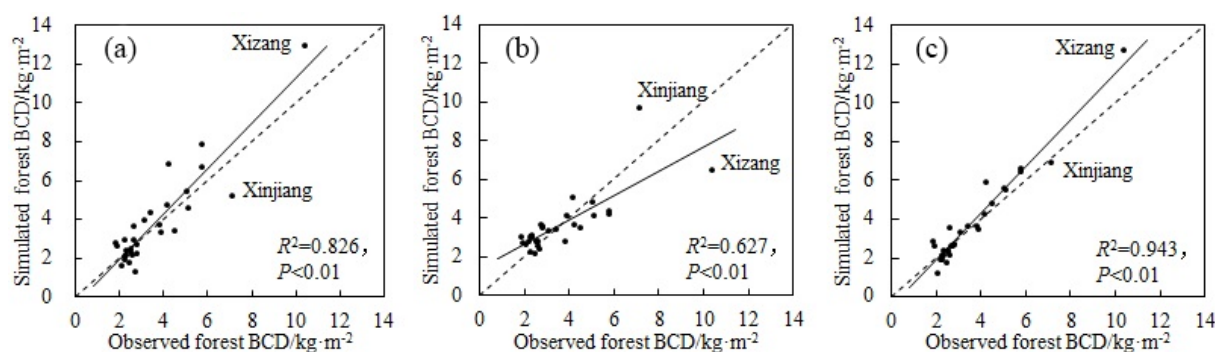 Simulated forest BCD/kg·m-2
14
12
10
8
6
4
2
0
(a)
Xizang
Xinjiang
R2=0.826，
P<0.01
0 2 4 6 8 10 12 14
Observed forest BCD/kg·m-2
Simulated forest BCD/kg·m-2
14
12
10
8
6
4
2
0
(b)
Xinjiang
Xizang
R2=0.627，
P<0.01
0 2 4 6 8 10 12 14
Observed forest BCD/kg·m-2
Simulated forest BCD/kg·m-2
14
12
10
8
6
4
2
0
(c)
Xizang
Xinjiang
R2=0.943，
P<0.01
0 2 4 6 8 10 12 14
Observed forest BCD/kg·m-2